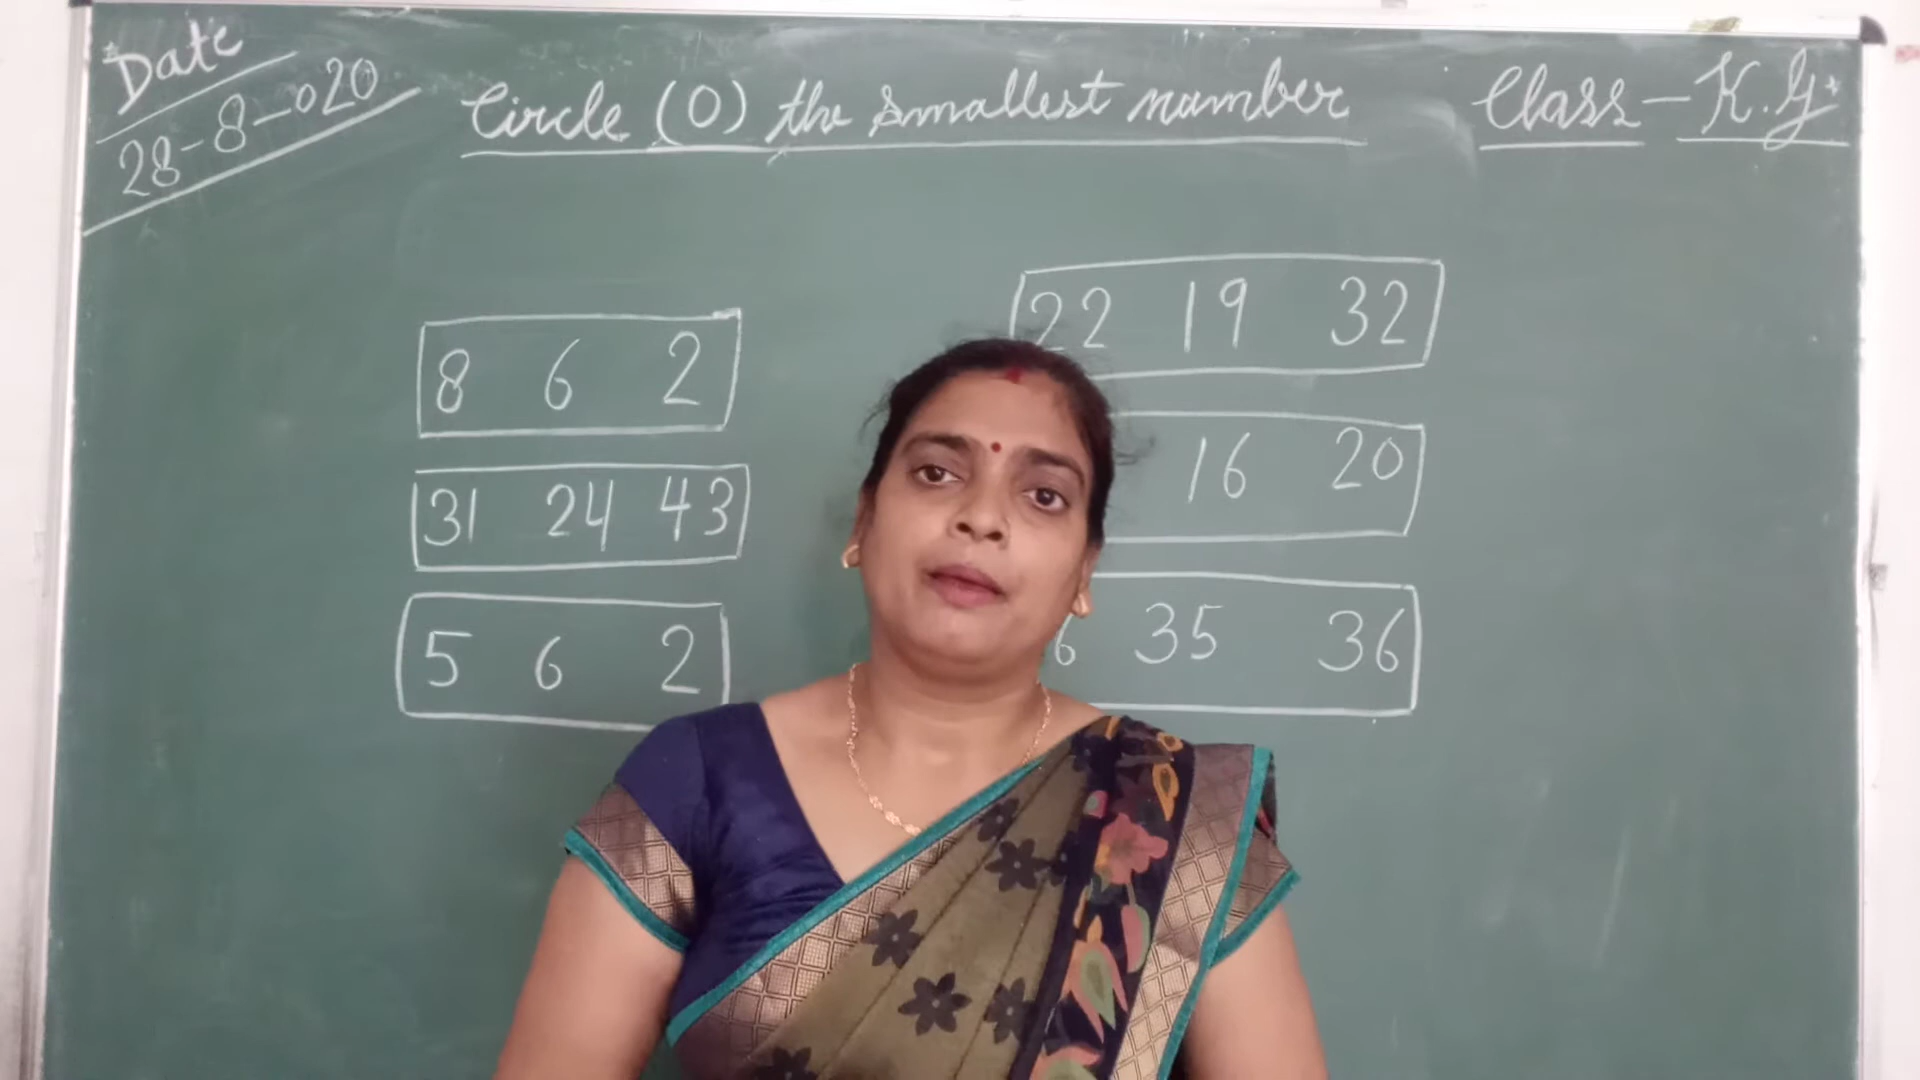 Date
28-8-020
Circle (O) the smallest number
Class - K.G.
8 6 2
31 24 43
5 6 2
22 19 32
16 20
6 35 36